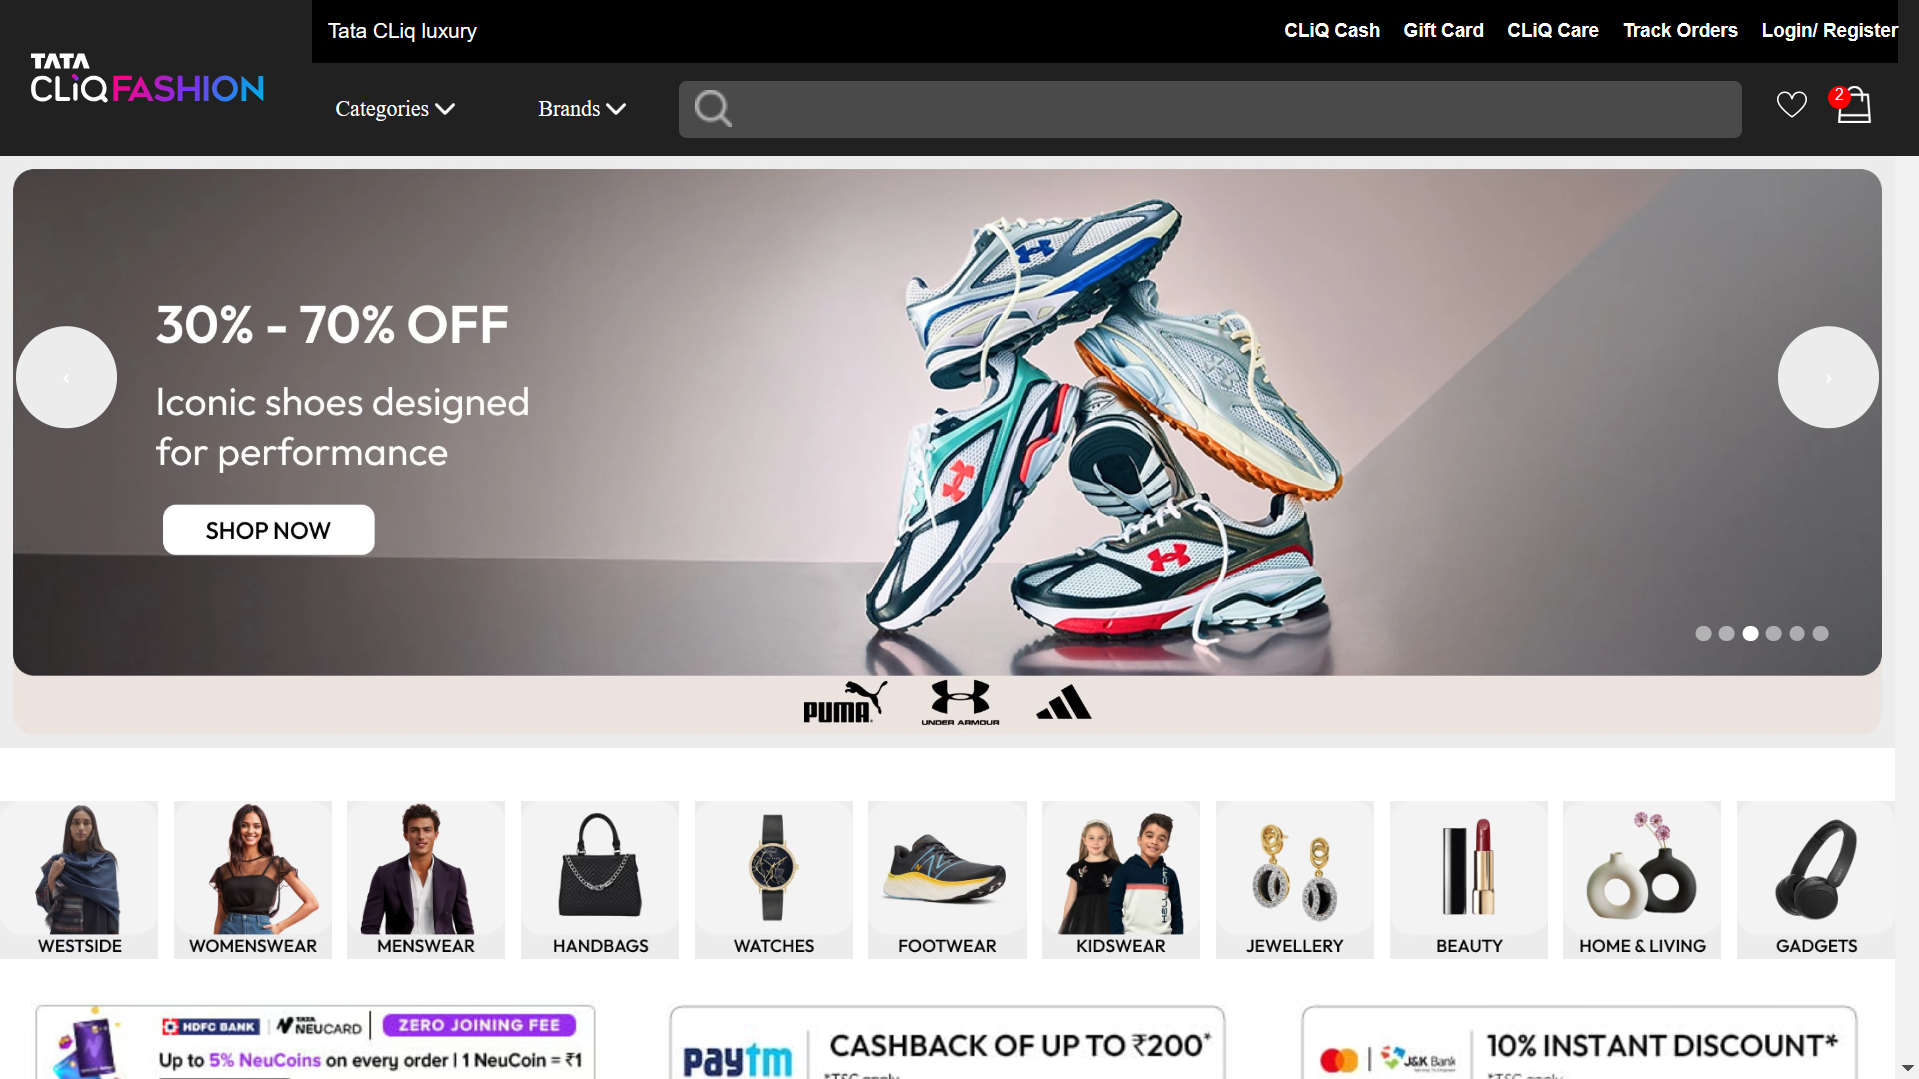 Tata CLiq luxury
CLiQ Cash
Gift Card
CLiQ Care
Track Orders
Login/ Register
TATA
CLiQ FASHION
Categories
Brands
2
30% - 70% OFF
Iconic shoes designed
for performance
SHOP NOW
‹
›
PUMA
UNDER ARMOUR
WESTSIDE
WOMENSWEAR
MENSWEAR
HANDBAGS
WATCHES
FOOTWEAR
KIDSWEAR
JEWELLERY
BEAUTY
HOME & LIVING
GADGETS
HDFC BANK
TATA
NEUCARD
ZERO JOINING FEE
Up to 5% NeuCoins on every order | 1 NeuCoin = ₹1
paytm
CASHBACK OF UP TO ₹200*
*T&C apply
J&K Bank
10% INSTANT DISCOUNT*
*T&C apply